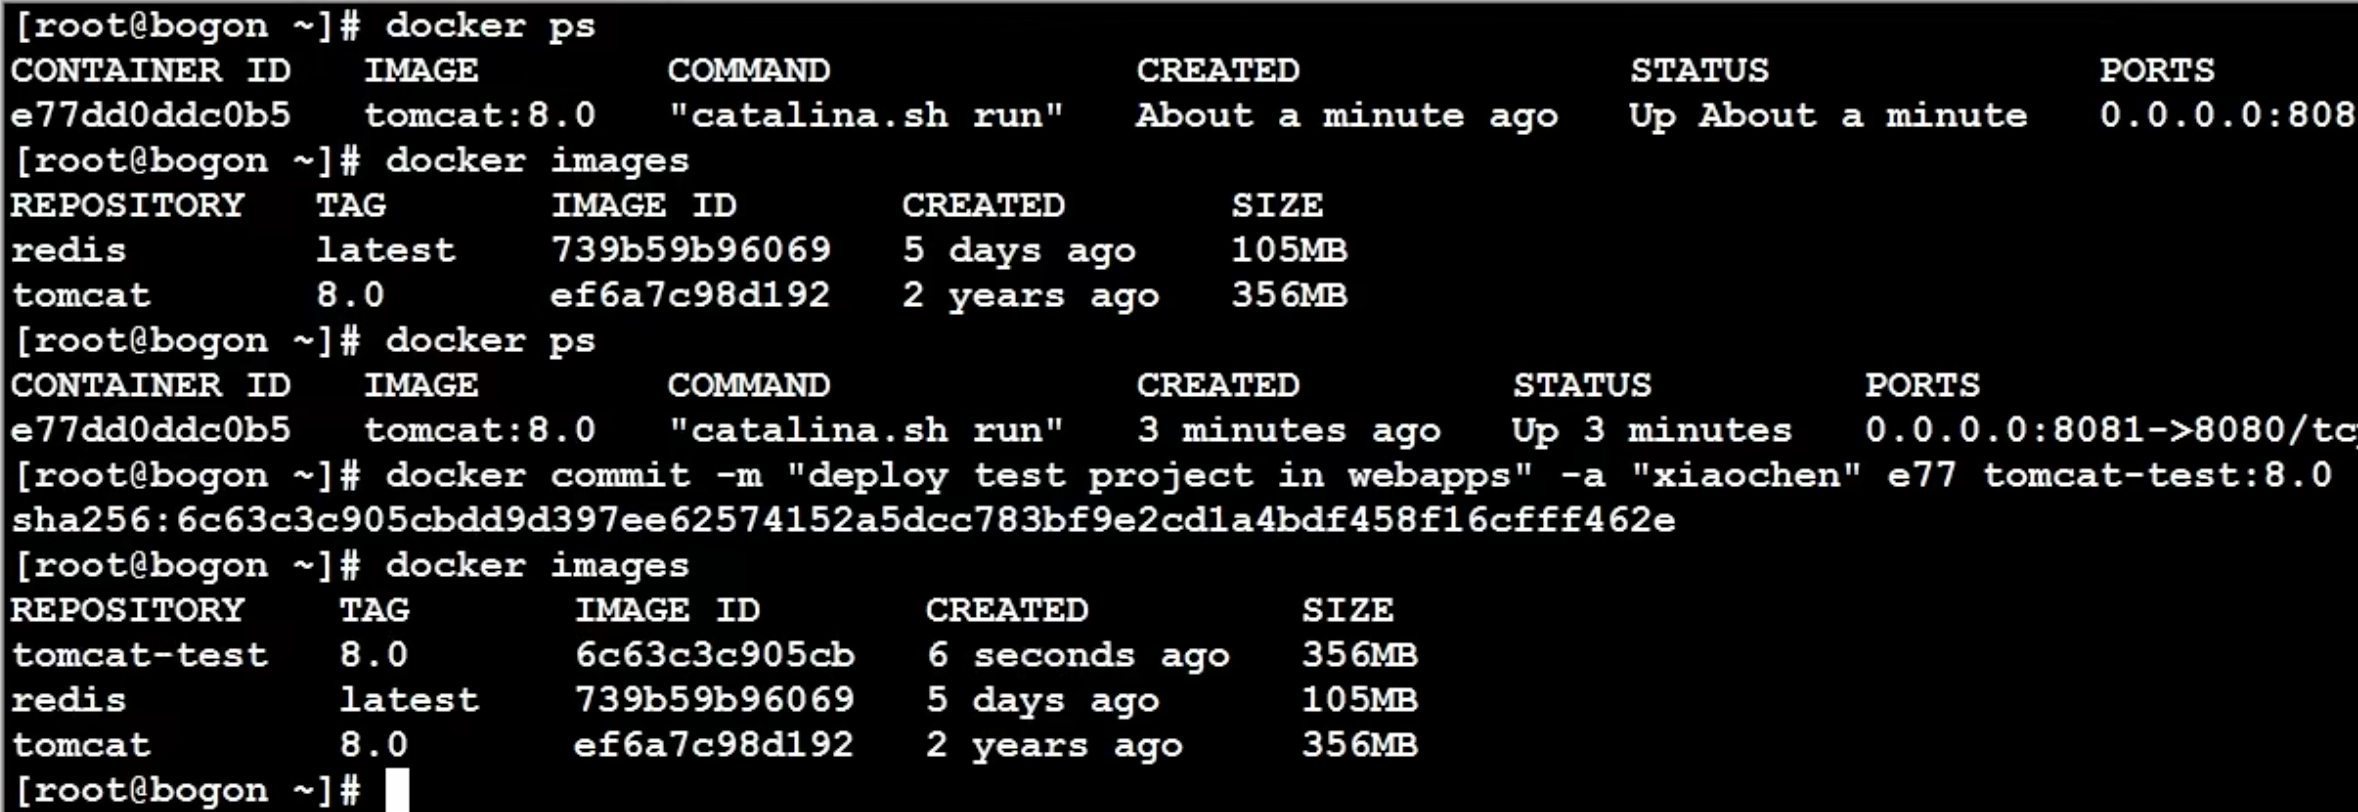 [root@bogon ~]# docker ps
CONTAINER ID   IMAGE        COMMAND             CREATED              STATUS              PORTS
e77dd0ddc0b5   tomcat:8.0   "catalina.sh run"   About a minute ago   Up About a minute   0.0.0.0:808
[root@bogon ~]# docker images
REPOSITORY   TAG       IMAGE ID       CREATED       SIZE
redis        latest    739b59b96069   5 days ago    105MB
tomcat       8.0       ef6a7c98d192   2 years ago   356MB
[root@bogon ~]# docker ps
CONTAINER ID   IMAGE        COMMAND             CREATED         STATUS         PORTS
e77dd0ddc0b5   tomcat:8.0   "catalina.sh run"   3 minutes ago   Up 3 minutes   0.0.0.0:8081->8080/tcp
[root@bogon ~]# docker commit -m "deploy test project in webapps" -a "xiaochen" e77 tomcat-test:8.0
sha256:6c63c3c905cbdd9d397ee62574152a5dcc783bf9e2cd1a4bdf458f16cfff462e
[root@bogon ~]# docker images
REPOSITORY    TAG       IMAGE ID       CREATED         SIZE
tomcat-test   8.0       6c63c3c905cb   6 seconds ago   356MB
redis         latest    739b59b96069   5 days ago      105MB
tomcat        8.0       ef6a7c98d192   2 years ago     356MB
[root@bogon ~]#